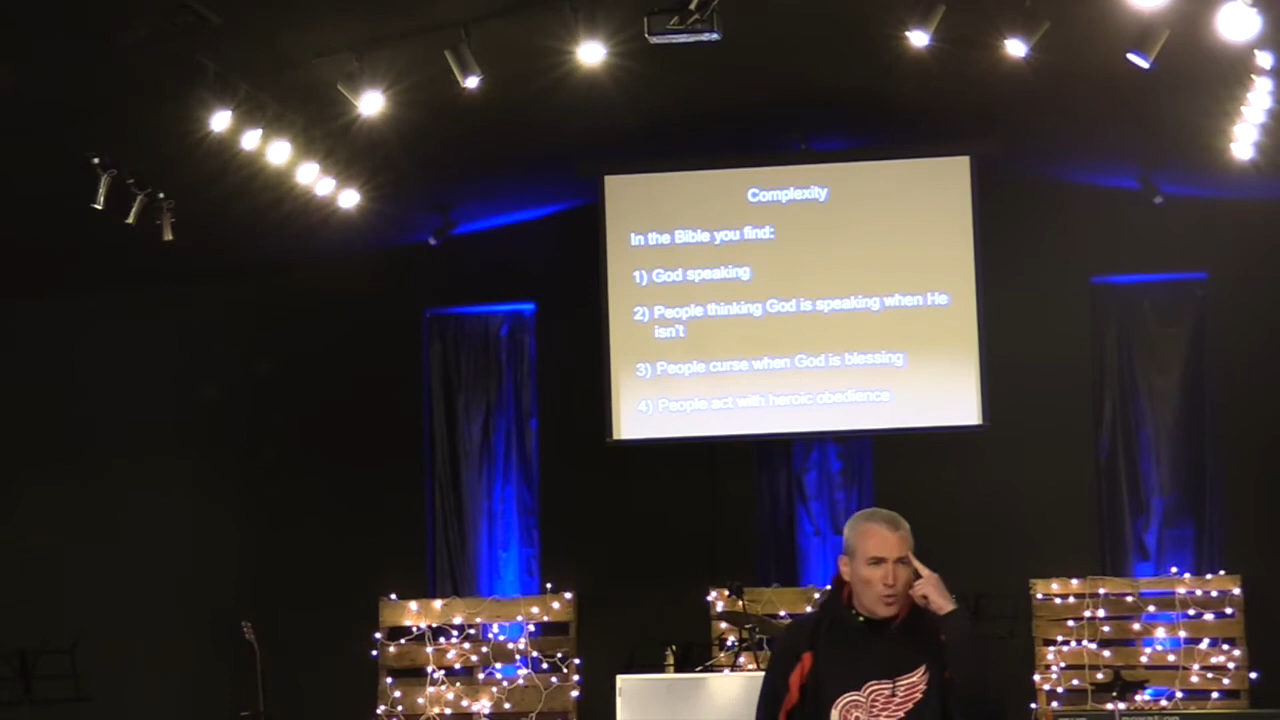 Complexity
In the Bible you find:
1) God speaking
2) People thinking God is speaking when He
isn't
3) People curse when God is blessing
4) People act with heroic obedience